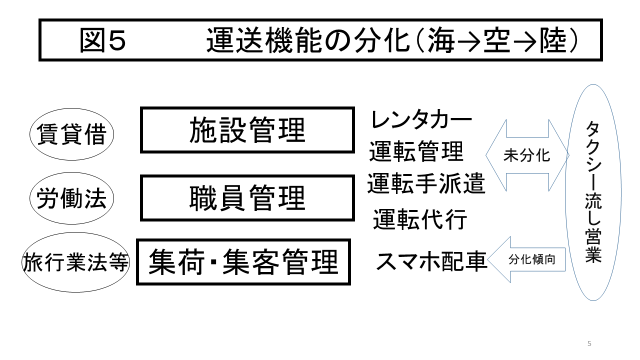 図５　運送機能の分化（海→空→陸）
賃貸借
施設管理
レンタカー
運転管理
未分化
タクシー流し営業
労働法
職員管理
運転手派遣
運転代行
旅行業法等
集荷・集客管理
スマホ配車
分化傾向
5